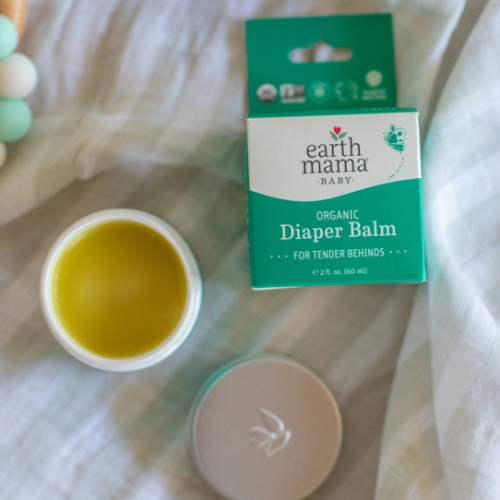 earth
mama®
·BABY·
ORGANIC
Diaper Balm
··· FOR TENDER BEHINDS ···
℮ 2 fl. oz. (60 ml)